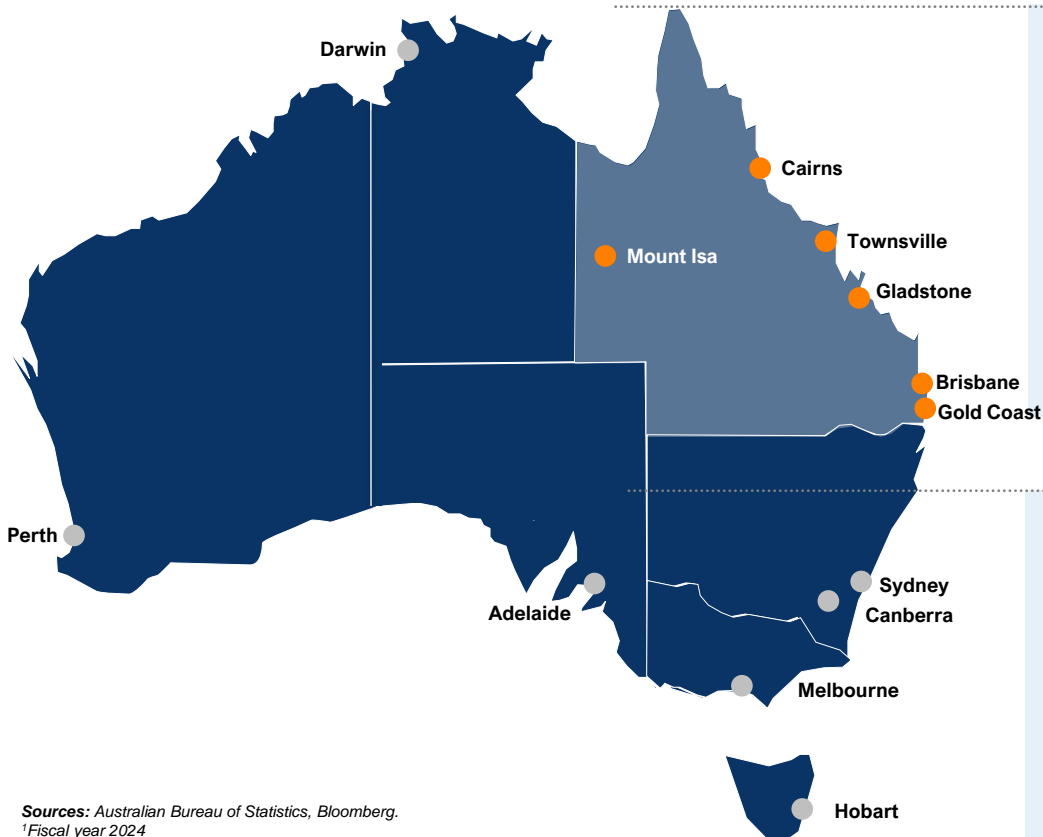 Darwin
Cairns
Townsville
Mount Isa
Gladstone
Brisbane
Gold Coast
Perth
Sydney
Adelaide
Canberra
Melbourne
Hobart
Sources: Australian Bureau of Statistics, Bloomberg.
¹Fiscal year 2024